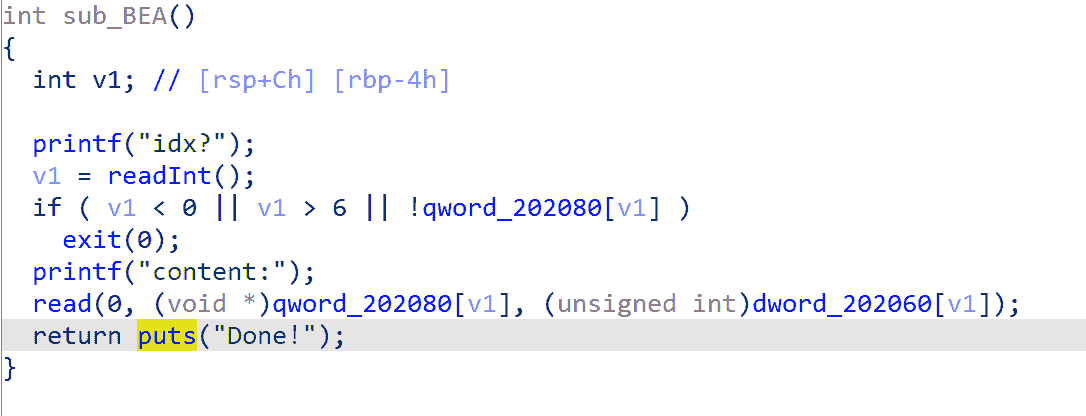 int sub_BEA()
{
  int v1; // [rsp+Ch] [rbp-4h]

  printf("idx?");
  v1 = readInt();
  if ( v1 < 0 || v1 > 6 || !qword_202080[v1] )
    exit(0);
  printf("content:");
  read(0, (void *)qword_202080[v1], (unsigned int)dword_202060[v1]);
  return puts("Done!");
}